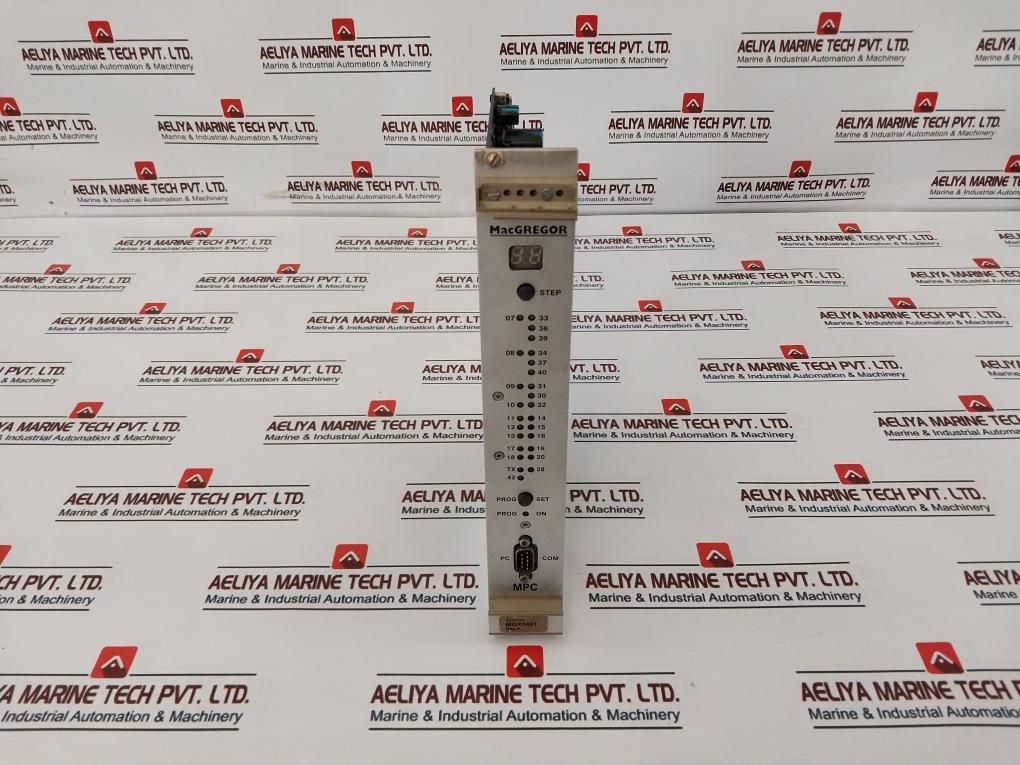 AELIYA MARINE TECH PVT. LTD.
Marine & Industrial Automation & Machinery
MacGREGOR
STEP
07 33
36
39
08 34
37
40
09 31
30
10 32
11 14
12 15
13 16
17 19
18 20
TX 28
42
PROG SET
PROG. ON
PC COM
MPC
MGX0401